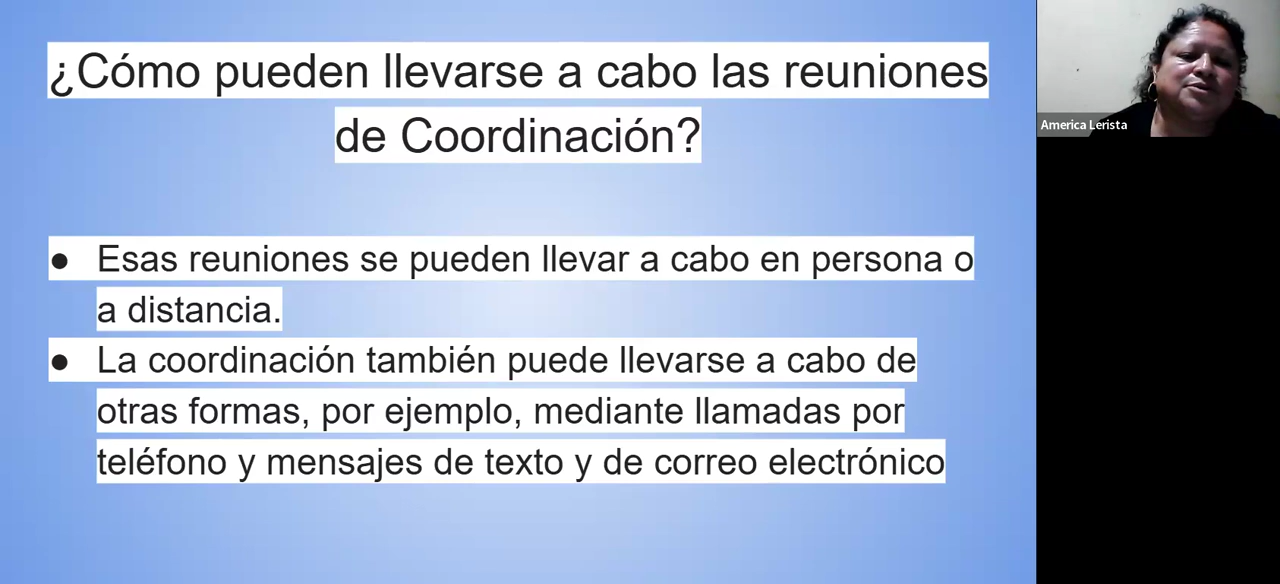 ¿Cómo pueden llevarse a cabo las reuniones
de Coordinación?
● Esas reuniones se pueden llevar a cabo en persona o
a distancia.
● La coordinación también puede llevarse a cabo de
otras formas, por ejemplo, mediante llamadas por
teléfono y mensajes de texto y de correo electrónico
America Lerista